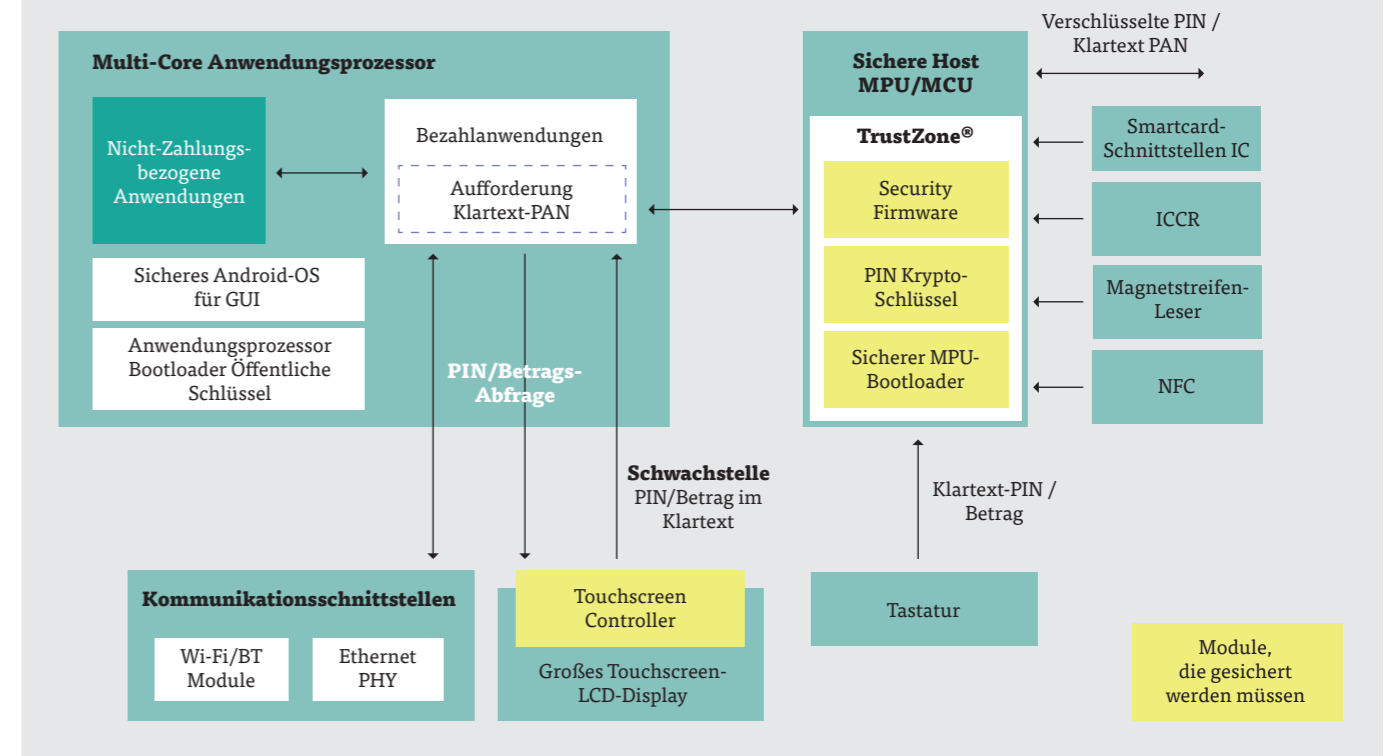 Multi-Core Anwendungsprozessor
Nicht-Zahlungs-
bezogene
Anwendungen
Bezahlanwendungen
Aufforderung
Klartext-PAN
Sicheres Android-OS
für GUI
Anwendungsprozessor
Bootloader Öffentliche
Schlüssel
PIN/Betrags-
Abfrage
Sichere Host
MPU/MCU
TrustZone®
Security
Firmware
PIN Krypto-
Schlüssel
Sicherer MPU-
Bootloader
Verschlüsselte PIN /
Klartext PAN
Smartcard-
Schnittstellen IC
ICCR
Magnetstreifen-
Leser
NFC
Schwachstelle
PIN/Betrag im
Klartext
Klartext-PIN /
Betrag
Kommunikationsschnittstellen
Wi-Fi/BT
Module
Ethernet
PHY
Touchscreen
Controller
Großes Touchscreen-
LCD-Display
Tastatur
Module,
die gesichert
werden müssen